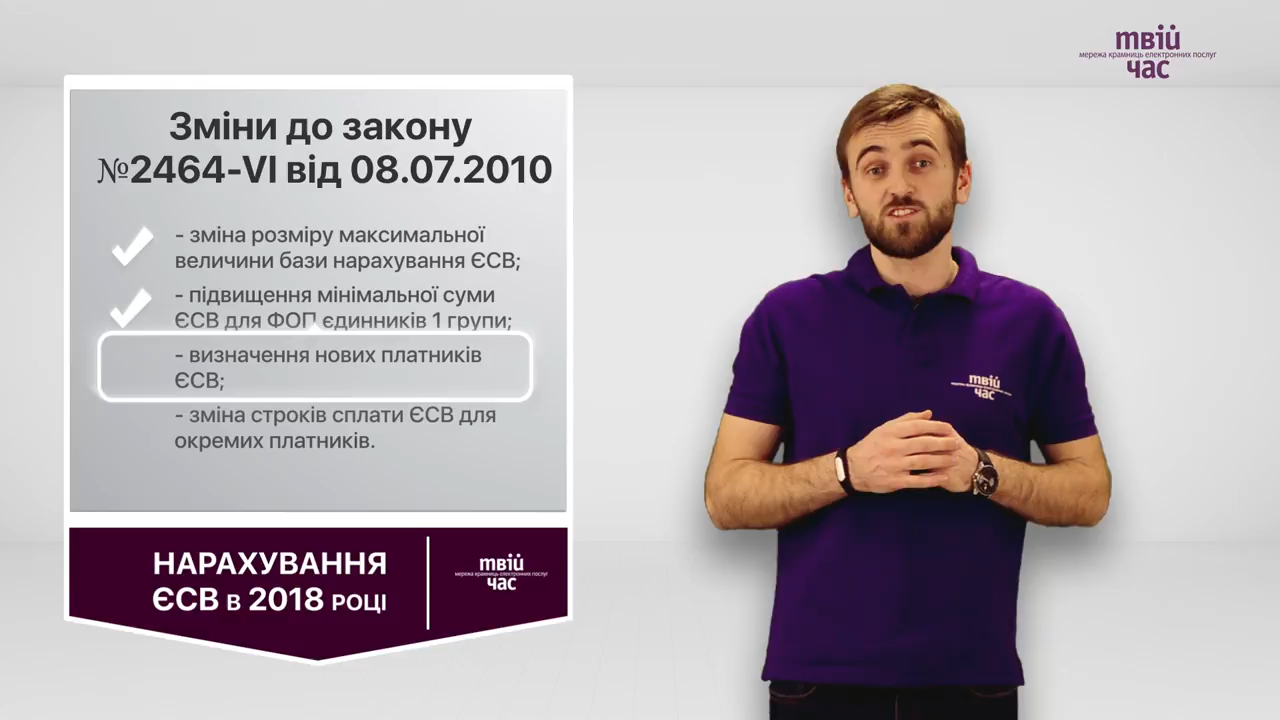 твій
мережа крамниць електронних послуг
час
Зміни до закону
№2464-VI від 08.07.2010
- зміна розміру максимальної
величини бази нарахування ЄСВ;
- підвищення мінімальної суми
ЄСВ для ФОП єдинників 1 групи;
- визначення нових платників
ЄСВ;
- зміна строків сплати ЄСВ для
окремих платників.
НАРАХУВАННЯ
ЄСВ В 2018 РОЦІ
твій
мережа крамниць електронних послуг
час
твій
час